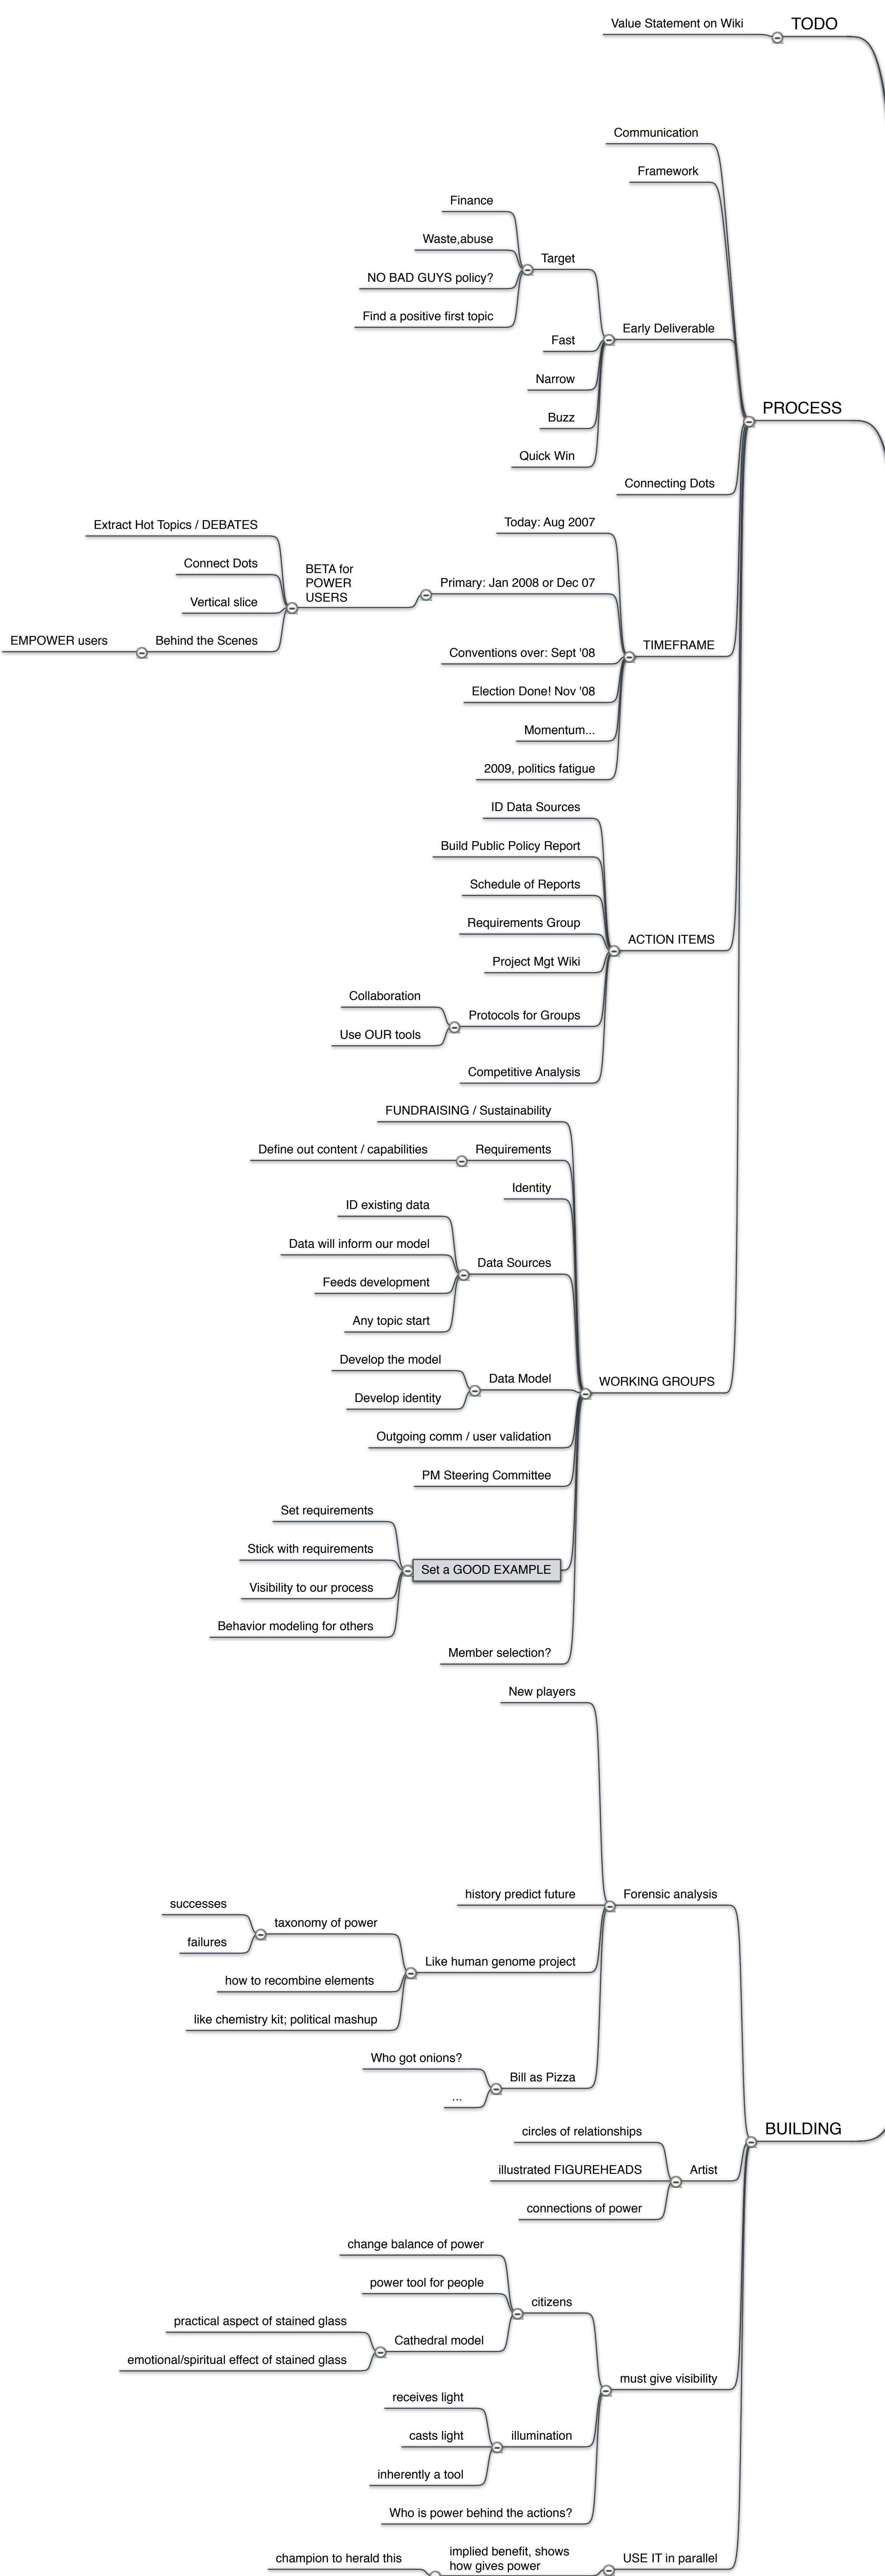 Value Statement on Wiki
TODO
Communication
Framework
Finance
Waste,abuse
Target
NO BAD GUYS policy?
Find a positive first topic
Early Deliverable
Fast
Narrow
Buzz
Quick Win
PROCESS
Connecting Dots
Today: Aug 2007
Extract Hot Topics / DEBATES
Connect Dots
BETA for
POWER
USERS
Primary: Jan 2008 or Dec 07
Vertical slice
EMPOWER users
Behind the Scenes
Conventions over: Sept '08
TIMEFRAME
Election Done! Nov '08
Momentum...
2009, politics fatigue
ID Data Sources
Build Public Policy Report
Schedule of Reports
Requirements Group
ACTION ITEMS
Project Mgt Wiki
Collaboration
Protocols for Groups
Use OUR tools
Competitive Analysis
FUNDRAISING / Sustainability
Define out content / capabilities
Requirements
Identity
ID existing data
Data will inform our model
Data Sources
Feeds development
Any topic start
Develop the model
Data Model
WORKING GROUPS
Develop identity
Outgoing comm / user validation
PM Steering Committee
Set requirements
Stick with requirements
Set a GOOD EXAMPLE
Visibility to our process
Behavior modeling for others
Member selection?
New players
history predict future
Forensic analysis
successes
taxonomy of power
failures
Like human genome project
how to recombine elements
like chemistry kit; political mashup
Who got onions?
Bill as Pizza
...
BUILDING
circles of relationships
illustrated FIGUREHEADS
Artist
connections of power
change balance of power
power tool for people
citizens
practical aspect of stained glass
Cathedral model
emotional/spiritual effect of stained glass
must give visibility
receives light
casts light
illumination
inherently a tool
Who is power behind the actions?
champion to herald this
implied benefit, shows
how gives power
USE IT in parallel